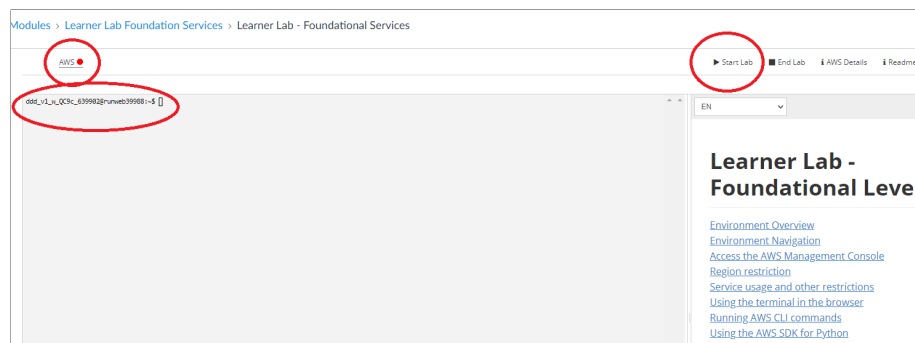 Modules > Learner Lab Foundation Services > Learner Lab - Foundational Services
AWS
Start Lab End Lab AWS Details Readme
ddd_v1_w_QC9c_639902@runweb39988:~$
EN
Learner Lab -
Foundational Leve
Environment Overview
Environment Navigation
Access the AWS Management Console
Region restriction
Service usage and other restrictions
Using the terminal in the browser
Running AWS CLI commands
Using the AWS SDK for Python